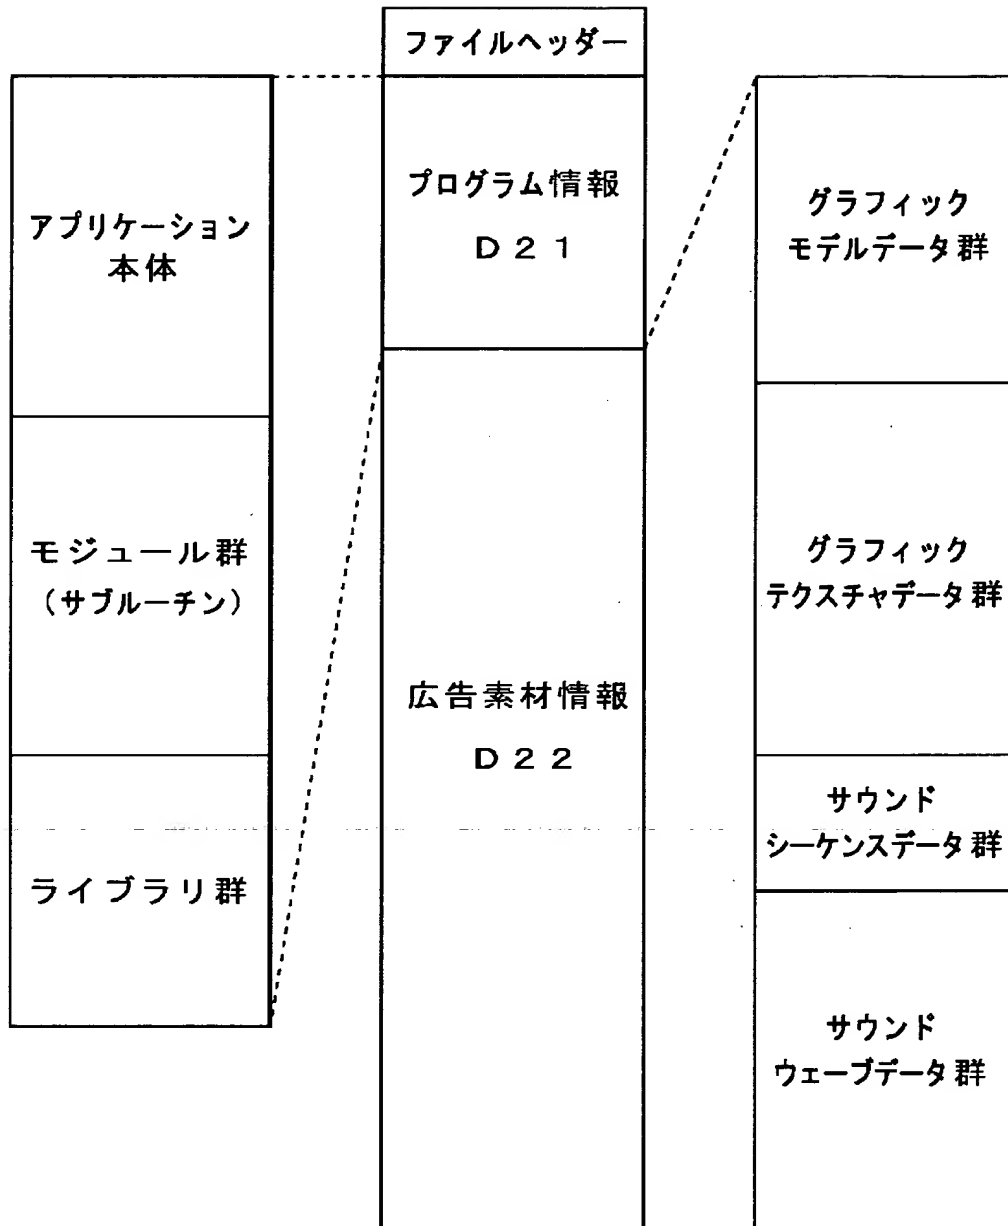 ファイルヘッダー
プログラム情報
D21
広告素材情報
D22
アプリケーション
本体
モジュール群
(サブルーチン)
ライブラリ群
グラフィック
モデルデータ群
グラフィック
テクスチャデータ群
サウンド
シーケンスデータ群
サウンド
ウェーブデータ群